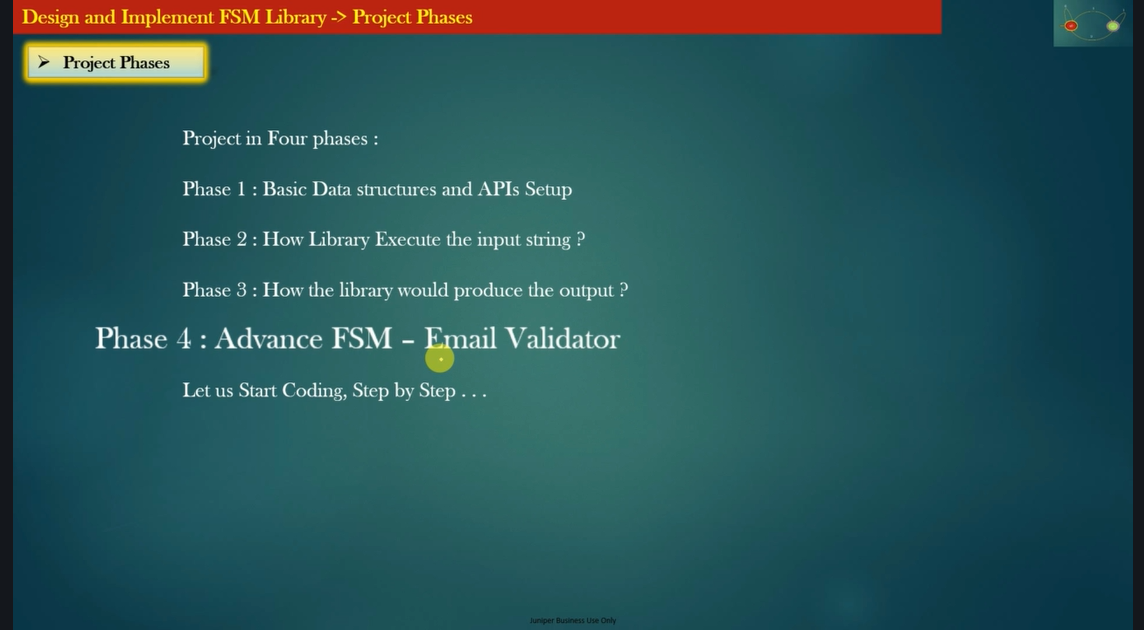 Design and Implement FSM Library -> Project Phases
Project Phases
Project in Four phases :
Phase 1 : Basic Data structures and APIs Setup
Phase 2 : How Library Execute the input string ?
Phase 3 : How the library would produce the output ?
Phase 4 : Advance FSM – Email Validator
Let us Start Coding, Step by Step . . .
Juniper Business Use Only